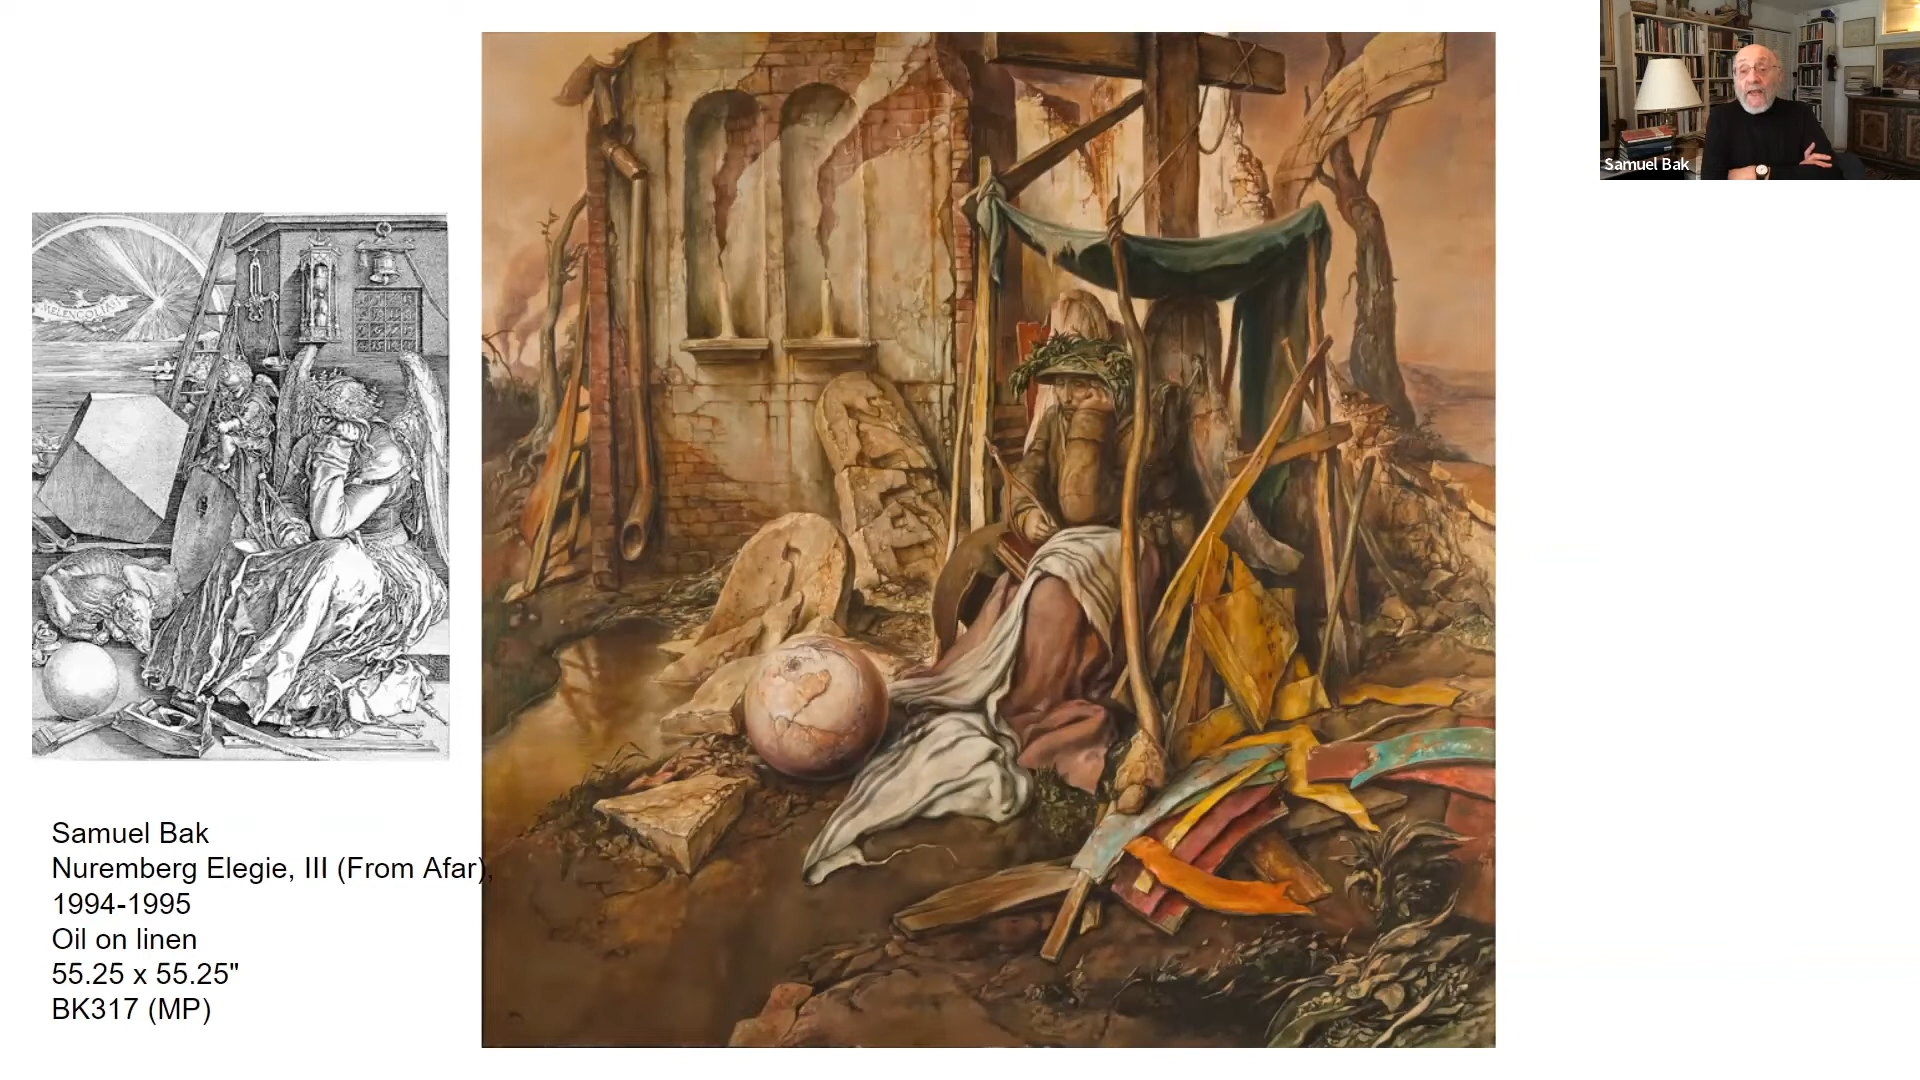 MELENCOLIA I
Samuel Bak
Samuel Bak
Nuremberg Elegie, III (From Afar),
1994-1995
Oil on linen
55.25 x 55.25"
BK317 (MP)